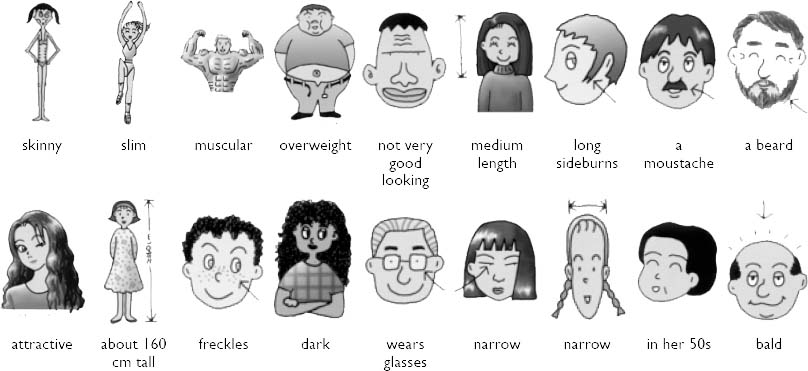 skinny
slim
muscular
overweight
not very
good
looking
medium
length
long
sideburns
a
moustache
a beard
attractive
about 160
cm tall
freckles
dark
wears
glasses
narrow
narrow
in her 50s
bald